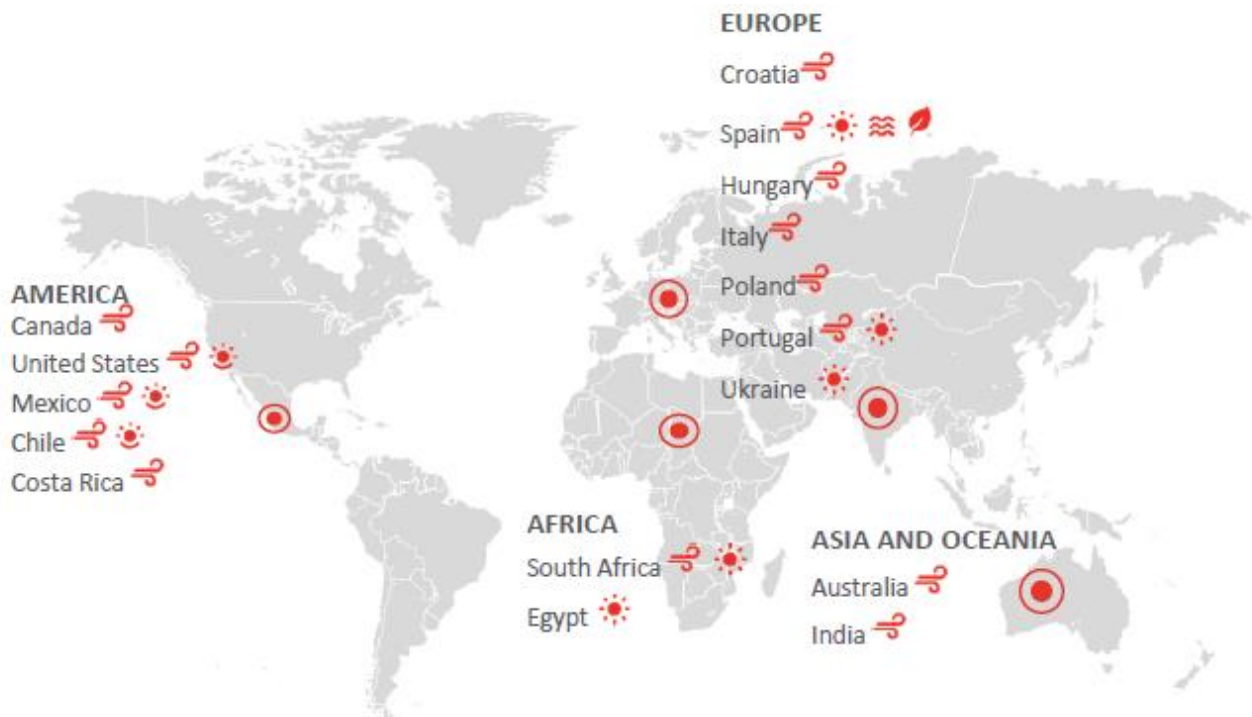 EUROPE
Croatia
Spain
Hungary
Italy
Poland
Portugal
Ukraine
AMERICA
Canada
United States
Mexico
Chile
Costa Rica
AFRICA
South Africa
Egypt
ASIA AND OCEANIA
Australia
India